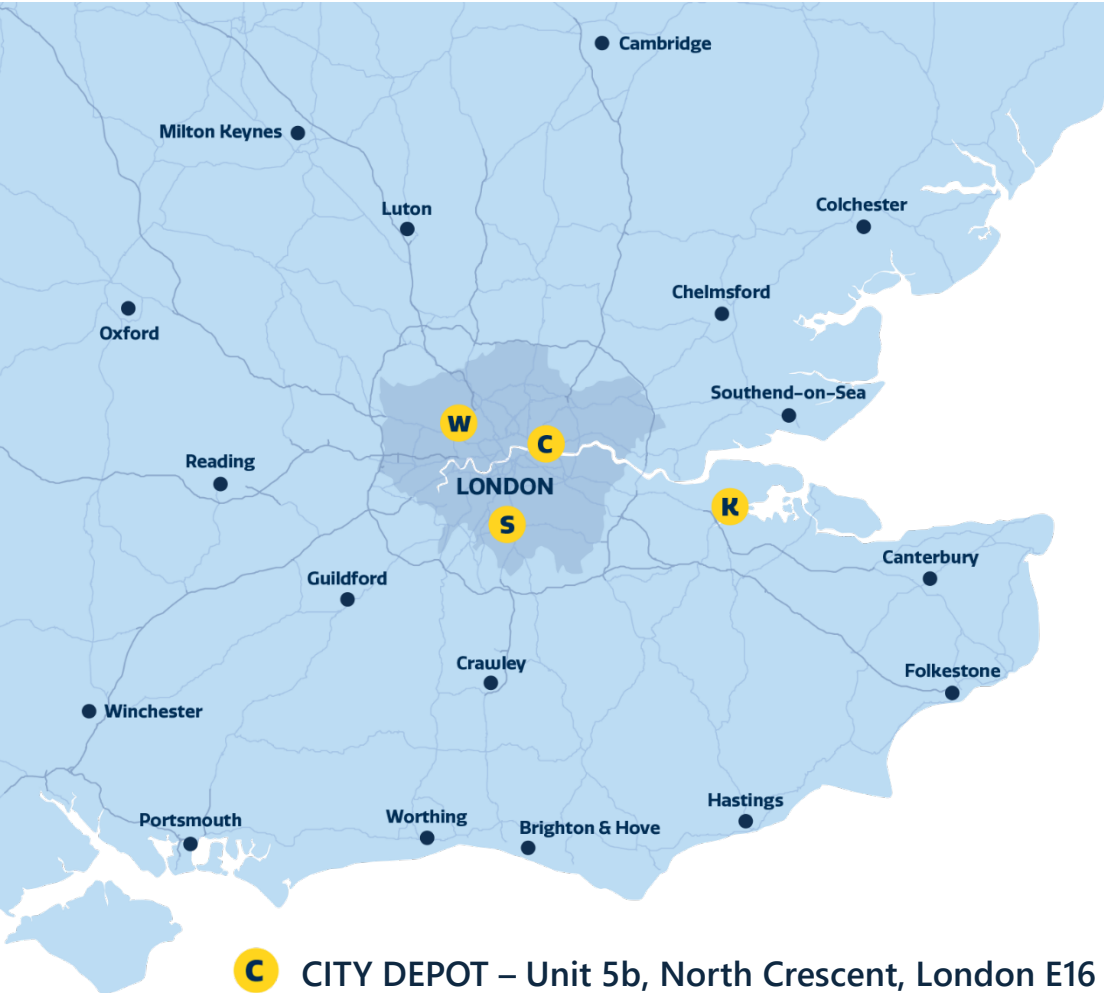 Cambridge
Milton Keynes
Luton
Colchester
Chelmsford
Oxford
Southend-on-Sea
W
C
Reading
LONDON
K
S
Canterbury
Guildford
Crawley
Folkestone
Winchester
Hastings
Portsmouth
Worthing
Brighton & Hove
C CITY DEPOT – Unit 5b, North Crescent, London E16